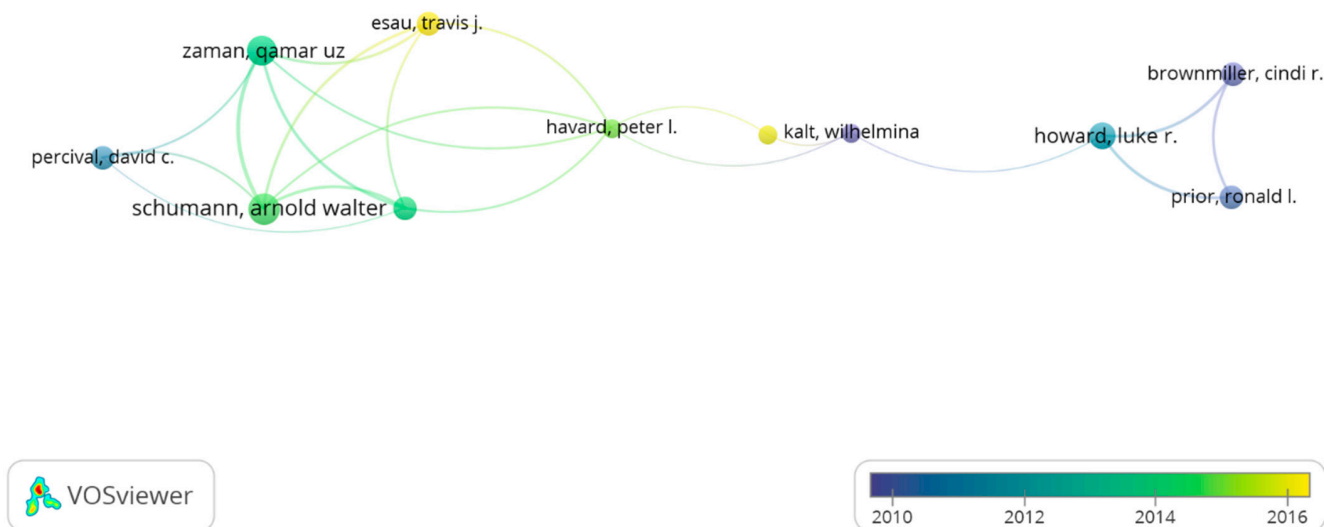 esau, travis j.
zaman, qamar uz
brownmiller, cindi r.
havard, peter l.
kalt, wilhelmina
howard, luke r.
percival, david c.
schumann, arnold walter
prior, ronald l.
VOSviewer
2010 2012 2014 2016